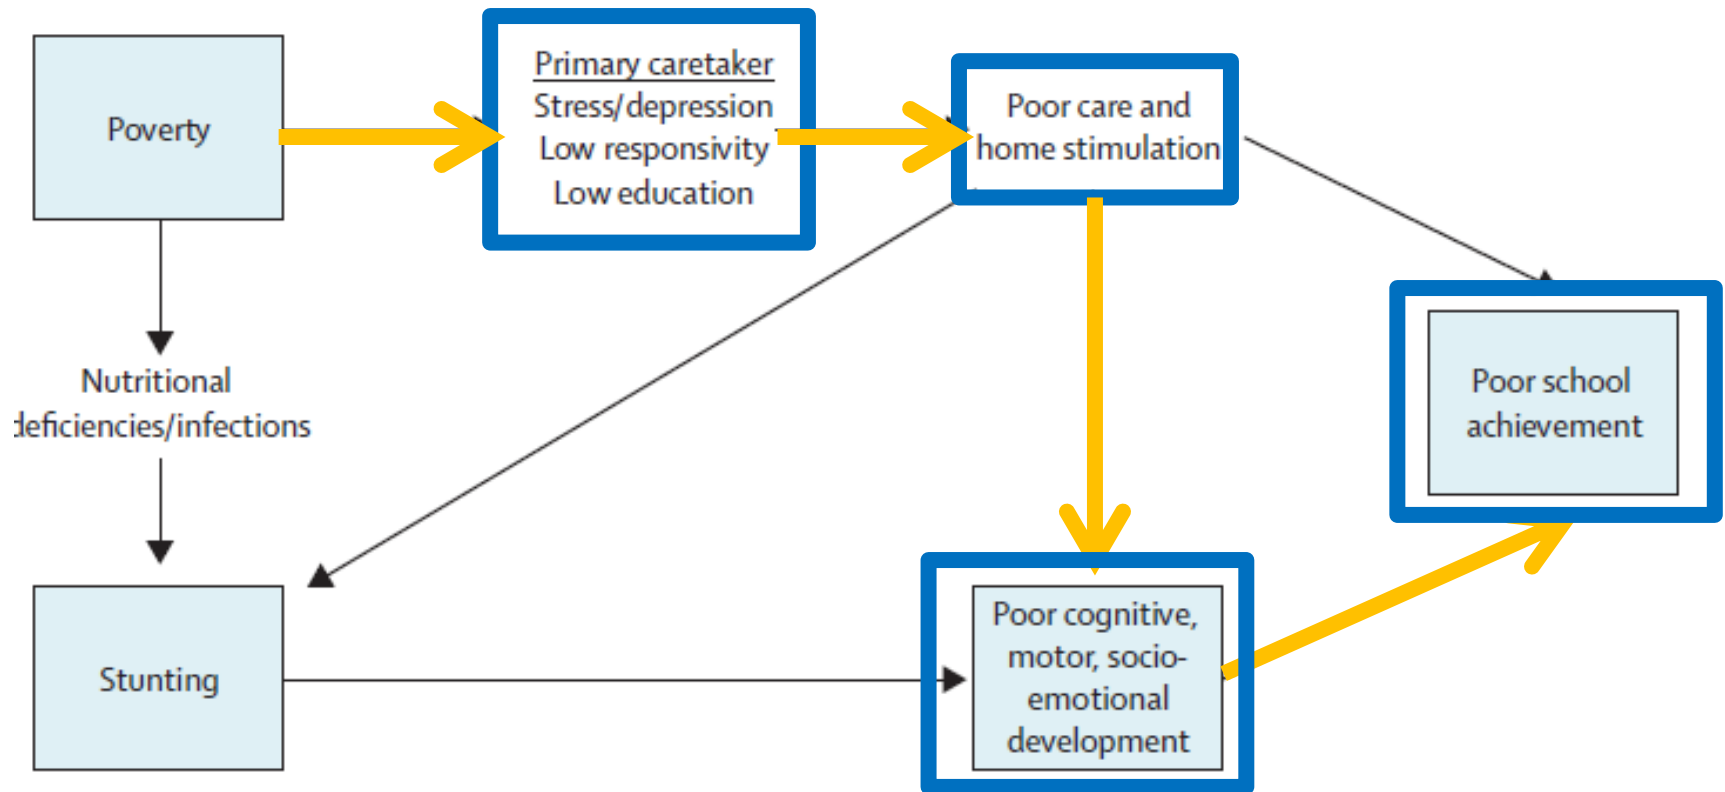 Poverty
Primary caretaker
Stress/depression
Low responsivity
Low education
Poor care and
home stimulation
Nutritional
deficiencies/infections
Poor school
achievement
Stunting
Poor cognitive,
motor, socio-
emotional
development